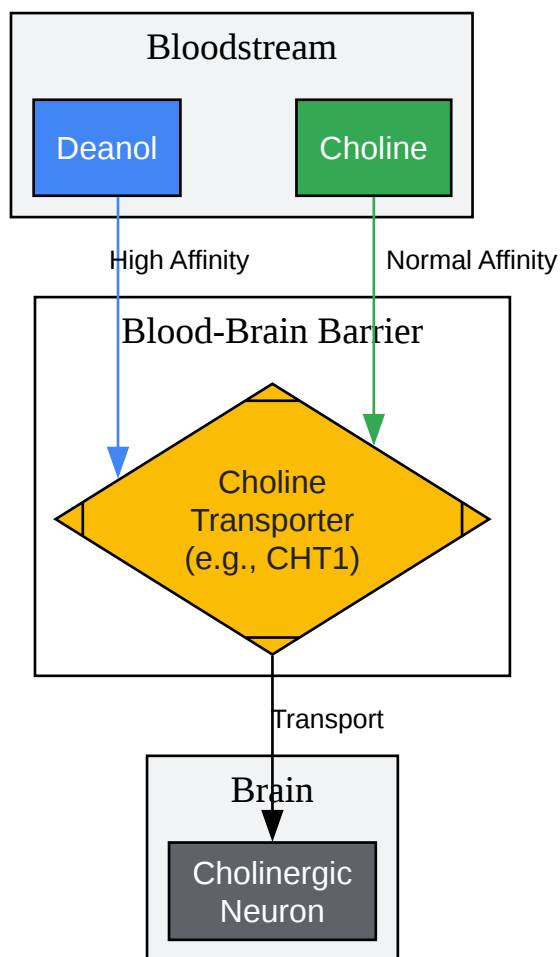 Bloodstream
Deanol
Choline
High Affinity
Normal Affinity
Blood-Brain Barrier
Choline
Transporter
(e.g., CHT1)
Transport
Brain
Cholinergic
Neuron